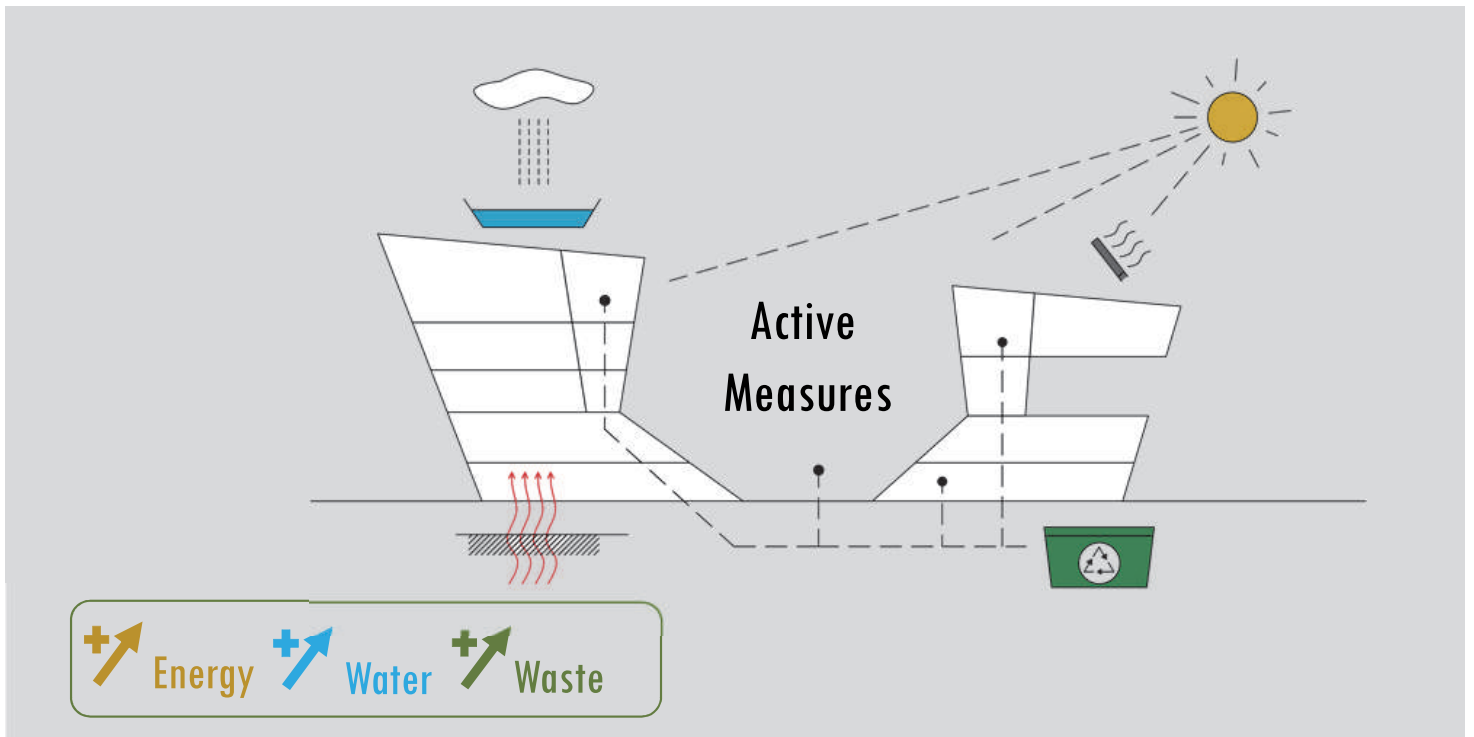 Active
Measures
+ Energy + Water + Waste